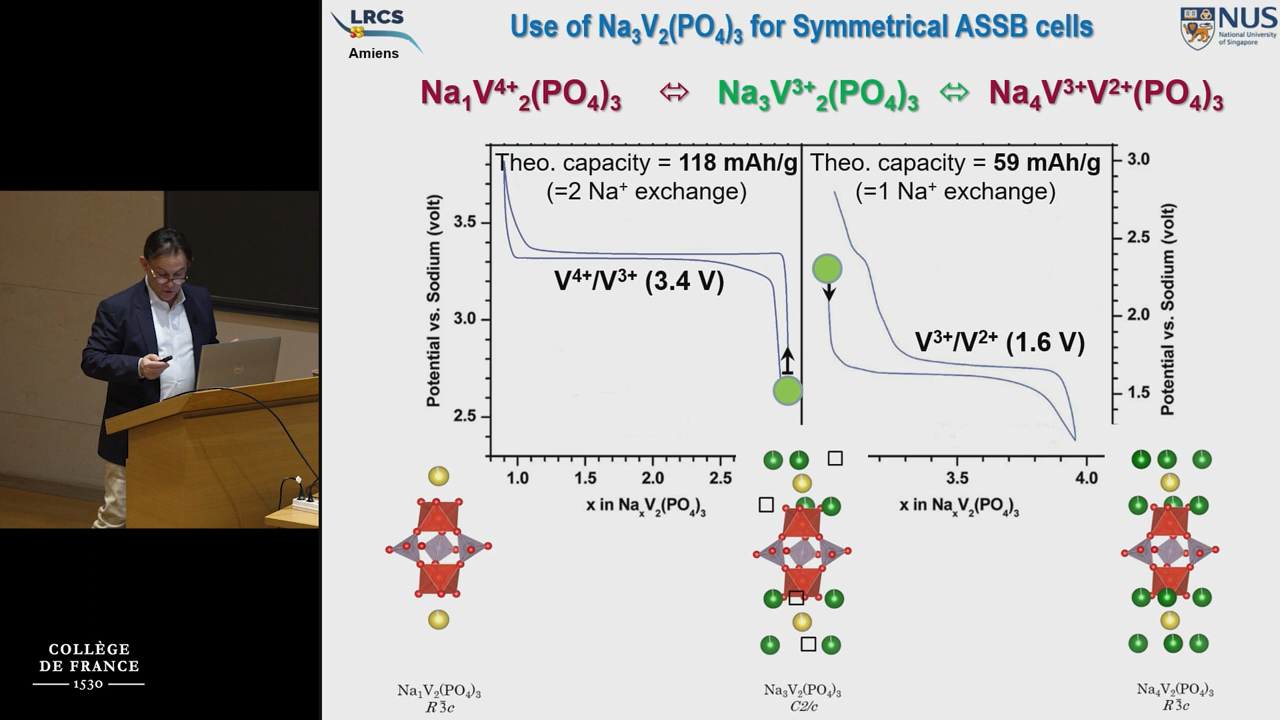 LRCS
Amiens
Use of Na₃V₂(PO₄)₃ for Symmetrical ASSB cells
NUS
National University
of Singapore
Na₁V⁴⁺₂(PO₄)₃ ⇔ Na₃V³⁺₂(PO₄)₃ ⇔ Na₄V³⁺V²⁺(PO₄)₃
Theo. capacity = 118 mAh/g
(=2 Na⁺ exchange)
Theo. capacity = 59 mAh/g
(=1 Na⁺ exchange)
Potential vs. Sodium (volt)
3.5
3.0
2.5
V⁴⁺/V³⁺ (3.4 V)
V³⁺/V²⁺ (1.6 V)
3.0
2.5
2.0
1.5
Potential vs. Sodium (volt)
1.0 1.5 2.0 2.5 3.5 4.0
x in NaₓV₂(PO₄)₃
x in NaₓV₂(PO₄)₃
Na₁V₂(PO₄)₃
R3̄c
Na₃V₂(PO₄)₃
C2/c
Na₄V₂(PO₄)₃
R3̄c
COLLÈGE
DE FRANCE
1530